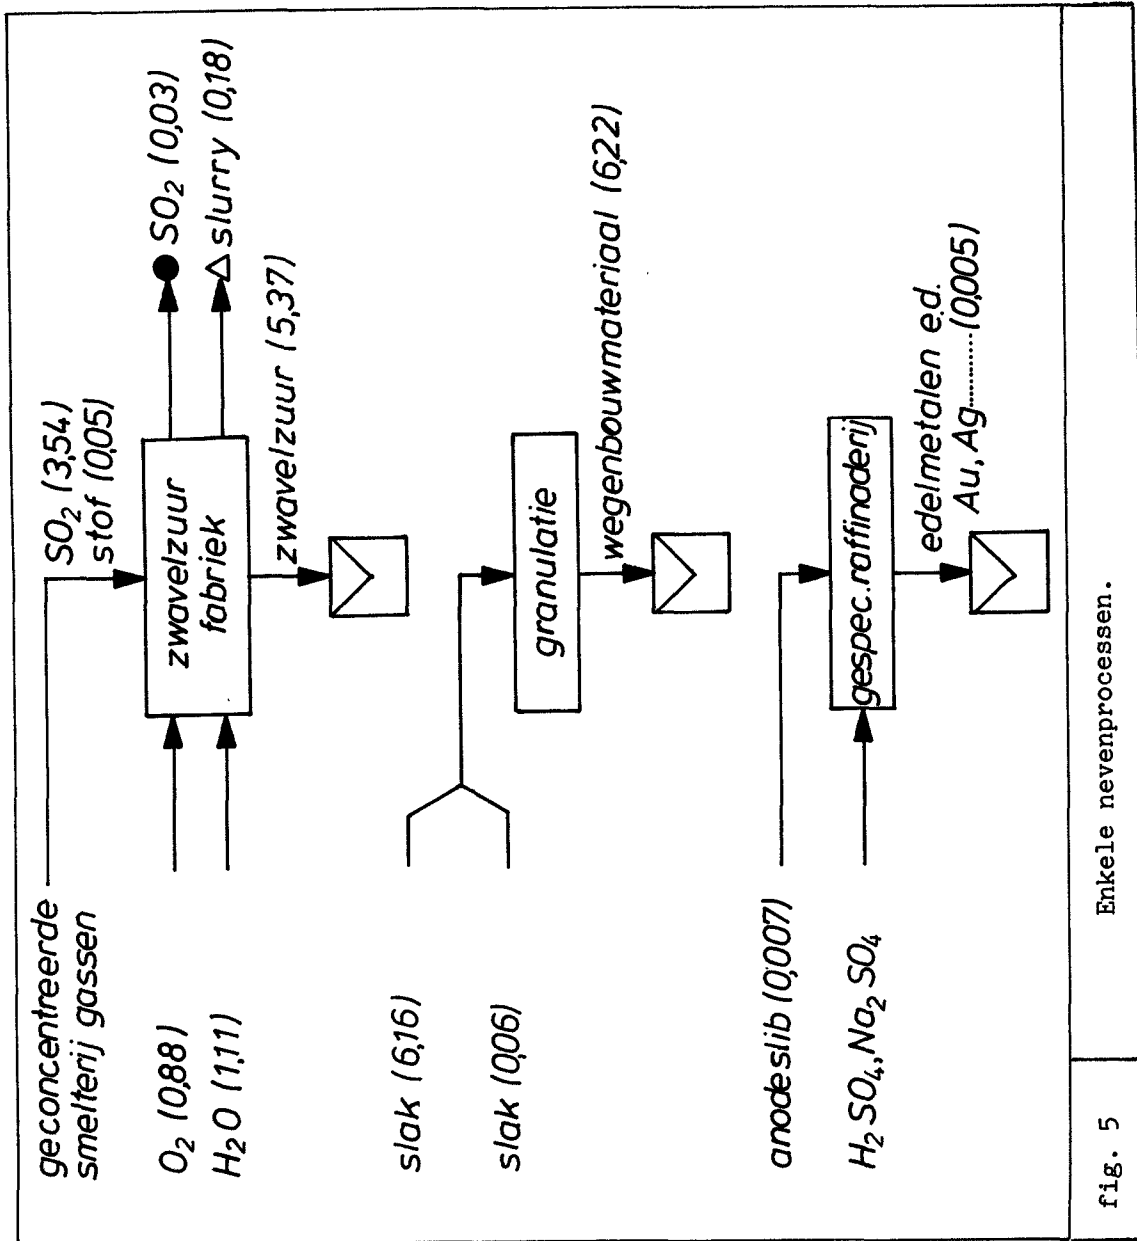 geconcentreerde
smelterij gassen
SO₂ (3,54)
stof (0,05)
O₂ (0,88)
H₂O (1,11)
zwavelzuur
fabriek
SO₂ (0,03)
slurry (0,18)
zwavelzuur (5,37)
slak (6,16)
slak (0,06)
granulatie
wegenbouwmateriaal (6,22)
anodeslib (0,007)
H₂SO₄, Na₂SO₄
gespec. raffinaderij
edelmetalen e.d.
Au, Ag............(0,005)
fig. 5
Enkele nevenprocessen.